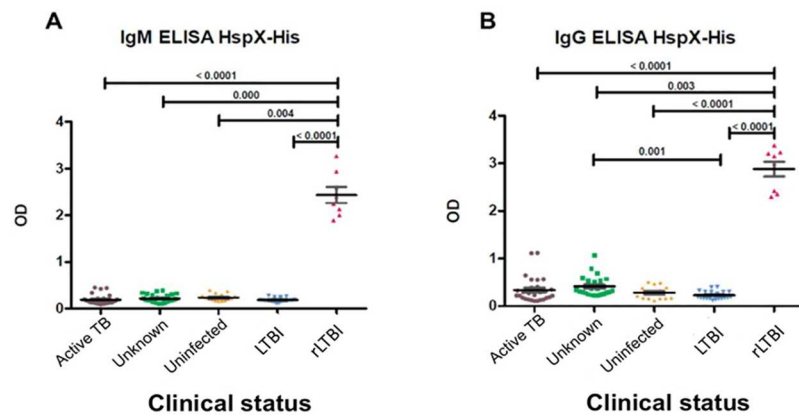 A
IgM ELISA HspX-His
< 0.0001
0.000
0.004
< 0.0001
4
3
2
1
0
OD
Active TB
Unknown
Uninfected
LTBI
rLTBI
Clinical status
B
IgG ELISA HspX-His
< 0.0001
0.003
< 0.0001
< 0.0001
0.001
4
3
2
1
0
OD
Active TB
Unknown
Uninfected
LTBI
rLTBI
Clinical status